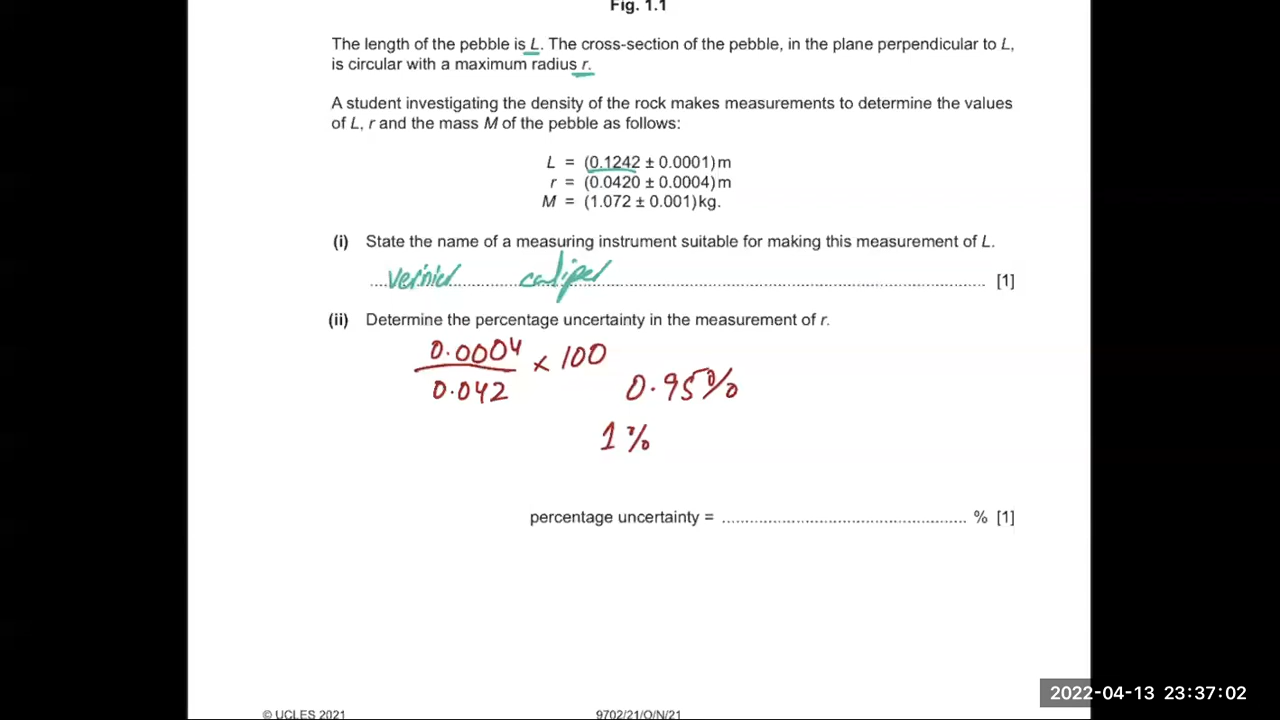 Fig. 1.1
The length of the pebble is L. The cross-section of the pebble, in the plane perpendicular to L,
is circular with a maximum radius r.
A student investigating the density of the rock makes measurements to determine the values
of L, r and the mass M of the pebble as follows:
L = (0.1242 ± 0.0001) m
r = (0.0420 ± 0.0004) m
M = (1.072 ± 0.001) kg.
(i) State the name of a measuring instrument suitable for making this measurement of L.
vernier caliper [1]
(ii) Determine the percentage uncertainty in the measurement of r.
0.0004
× 100
0.042
0.95%
1%
percentage uncertainty = ................................................ % [1]
© UCLES 2021
9702/21/O/N/21
2022-04-13 23:37:02